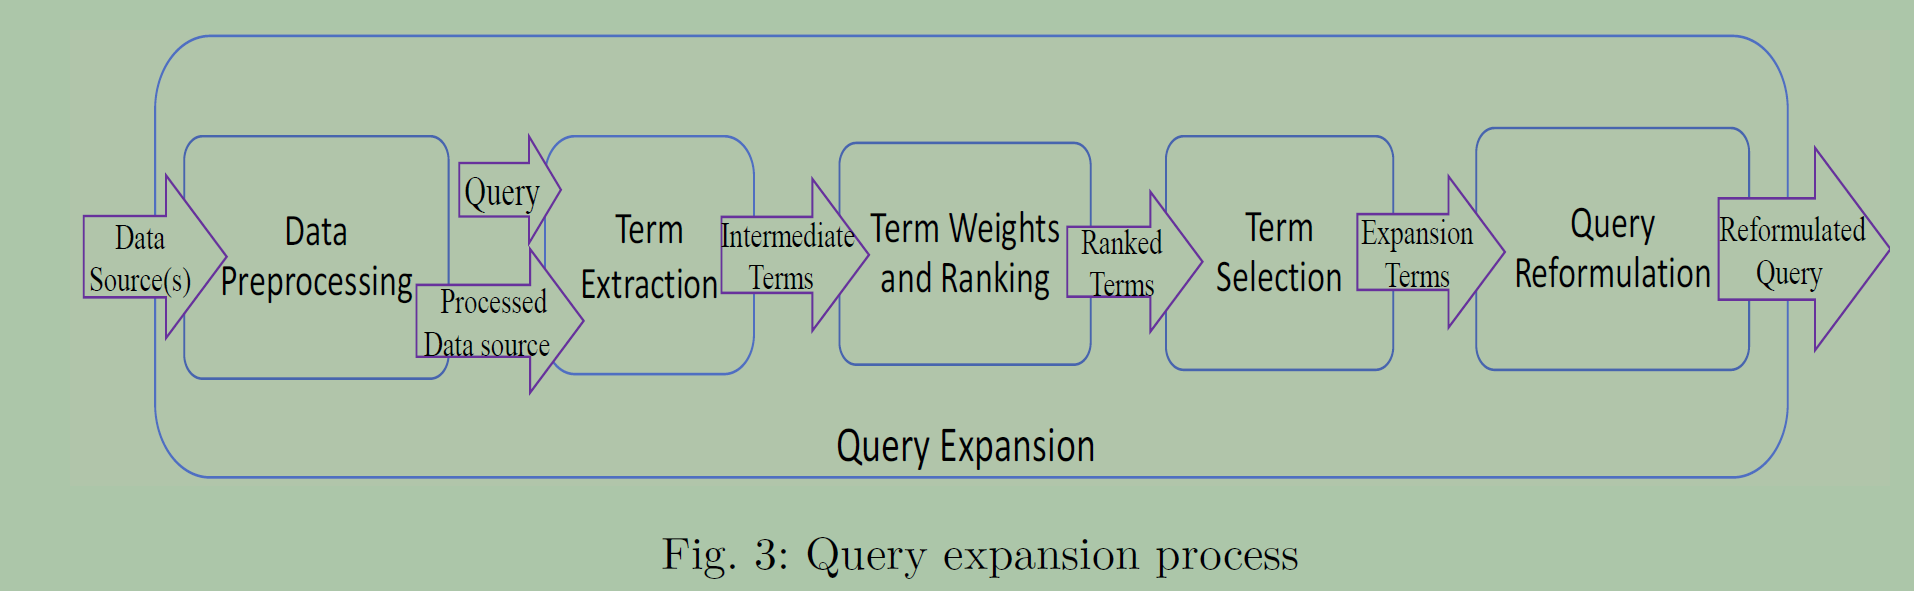 Data
Source(s)
Data
Preprocessing
Query
Processed
Data source
Term
Extraction
Intermediate
Terms
Term Weights
and Ranking
Ranked
Terms
Term
Selection
Expansion
Terms
Query
Reformulation
Reformulated
Query
Query Expansion
Fig. 3: Query expansion process